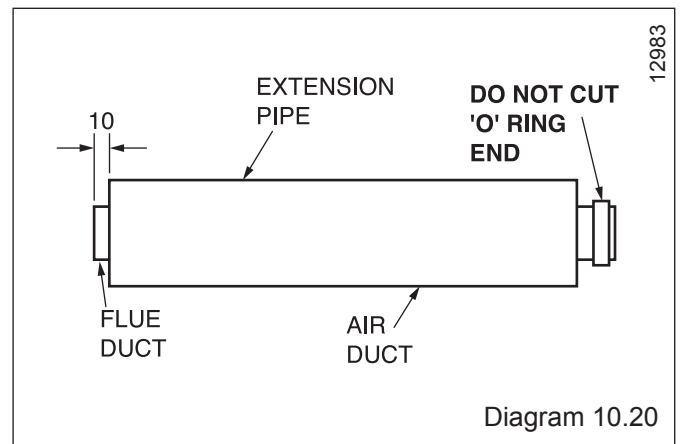 12983
EXTENSION
PIPE
DO NOT CUT
'O' RING
END
10
FLUE
DUCT
AIR
DUCT
Diagram 10.20